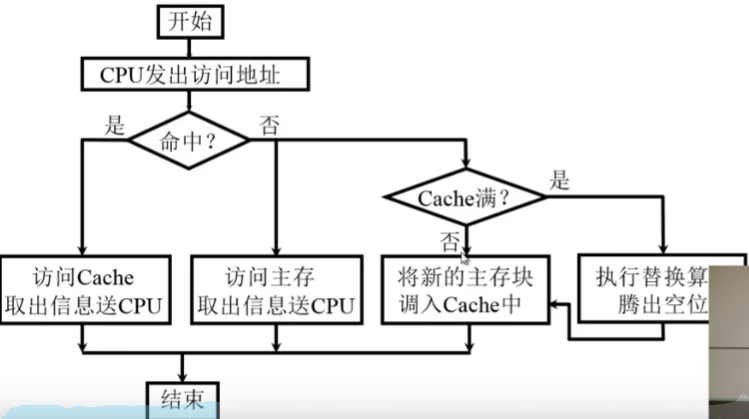 开始
CPU发出访问地址
是
命中？
否
Cache满？
是
否
访问Cache
取出信息送CPU
访问主存
取出信息送CPU
将新的主存块
调入Cache中
执行替换算
腾出空位
结束